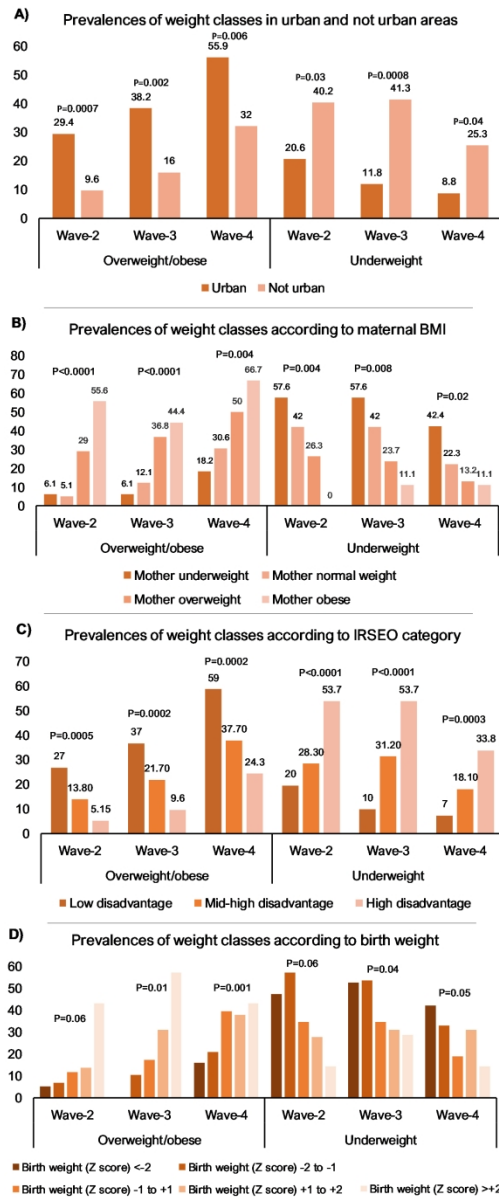 A) Prevalences of weight classes in urban and not urban areas
60
50
40
30
20
10
0
P=0.0007
29.4
9.6
P=0.002
38.2
16
P=0.006
55.9
32
P=0.03
20.6
40.2
P=0.0008
11.8
41.3
P=0.04
8.8
25.3
Wave-2 Wave-3 Wave-4 Wave-2 Wave-3 Wave-4
Overweight/obese Underweight
Urban Not urban
B) Prevalences of weight classes according to maternal BMI
80
70
60
50
40
30
20
10
0
P<0.0001
6.1 5.1 29 55.6
P<0.0001
6.1 12.1 36.8 44.4
P=0.004
18.2 30.6 50 66.7
P=0.004
57.6 42 26.3 0
P=0.008
57.6 42 23.7 11.1
P=0.02
42.4 22.3 13.2 11.1
Wave-2 Wave-3 Wave-4 Wave-2 Wave-3 Wave-4
Overweight/obese Underweight
Mother underweight Mother normal weight
Mother overweight Mother obese
C) Prevalences of weight classes according to IRSEO category
70
60
50
40
30
20
10
0
P=0.0005
27 13.80 5.15
P=0.0002
37 21.70 9.6
P=0.0002
59 37.70 24.3
P<0.0001
20 28.30 53.7
P<0.0001
10 31.20 53.7
P=0.0003
7 18.10 33.8
Wave-2 Wave-3 Wave-4 Wave-2 Wave-3 Wave-4
Overweight/obese Underweight
Low disadvantage Mid-high disadvantage High disadvantage
D) Prevalences of weight classes according to birth weight
60
50
40
30
20
10
0
P=0.06
P=0.01
P=0.001
P=0.06
P=0.04
P=0.05
Wave-2 Wave-3 Wave-4 Wave-2 Wave-3 Wave-4
Overweight/obese Underweight
Birth weight (Z score) <-2 Birth weight (Z score) -2 to -1
Birth weight (Z score) -1 to +1 Birth weight (Z score) +1 to +2 Birth weight (Z score) >+2